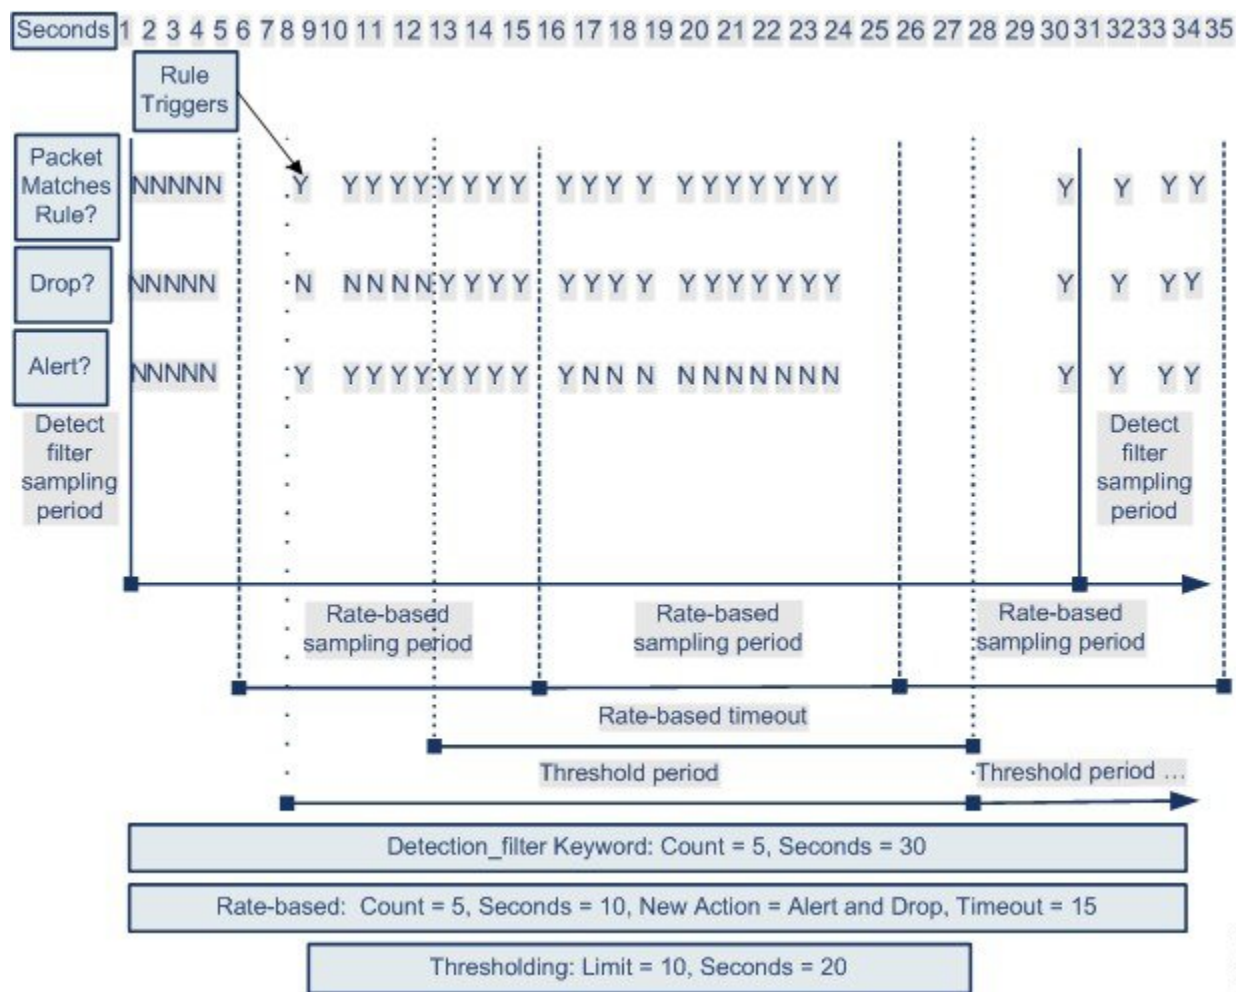 Seconds 1 2 3 4 5 6 7 8 9 10 11 12 13 14 15 16 17 18 19 20 21 22 23 24 25 26 27 28 29 30 31 32 33 34 35
Rule
Triggers
Packet
Matches
Rule?
NNNNN Y YYYYYYYY YYY Y YYYYYYY Y Y Y Y
Drop?
NNNNN N NNNNYYYY YYY Y YYYYYYY Y Y Y Y
Alert?
NNNNN Y YYYYYYYY YNN N NNNNNNN Y Y Y Y
Detect
filter
sampling
period
Detect
filter
sampling
period
Rate-based
sampling period
Rate-based
sampling period
Rate-based
sampling period
Rate-based timeout
Threshold period
Threshold period ...
Detection_filter Keyword: Count = 5, Seconds = 30
Rate-based: Count = 5, Seconds = 10, New Action = Alert and Drop, Timeout = 15
Thresholding: Limit = 10, Seconds = 20